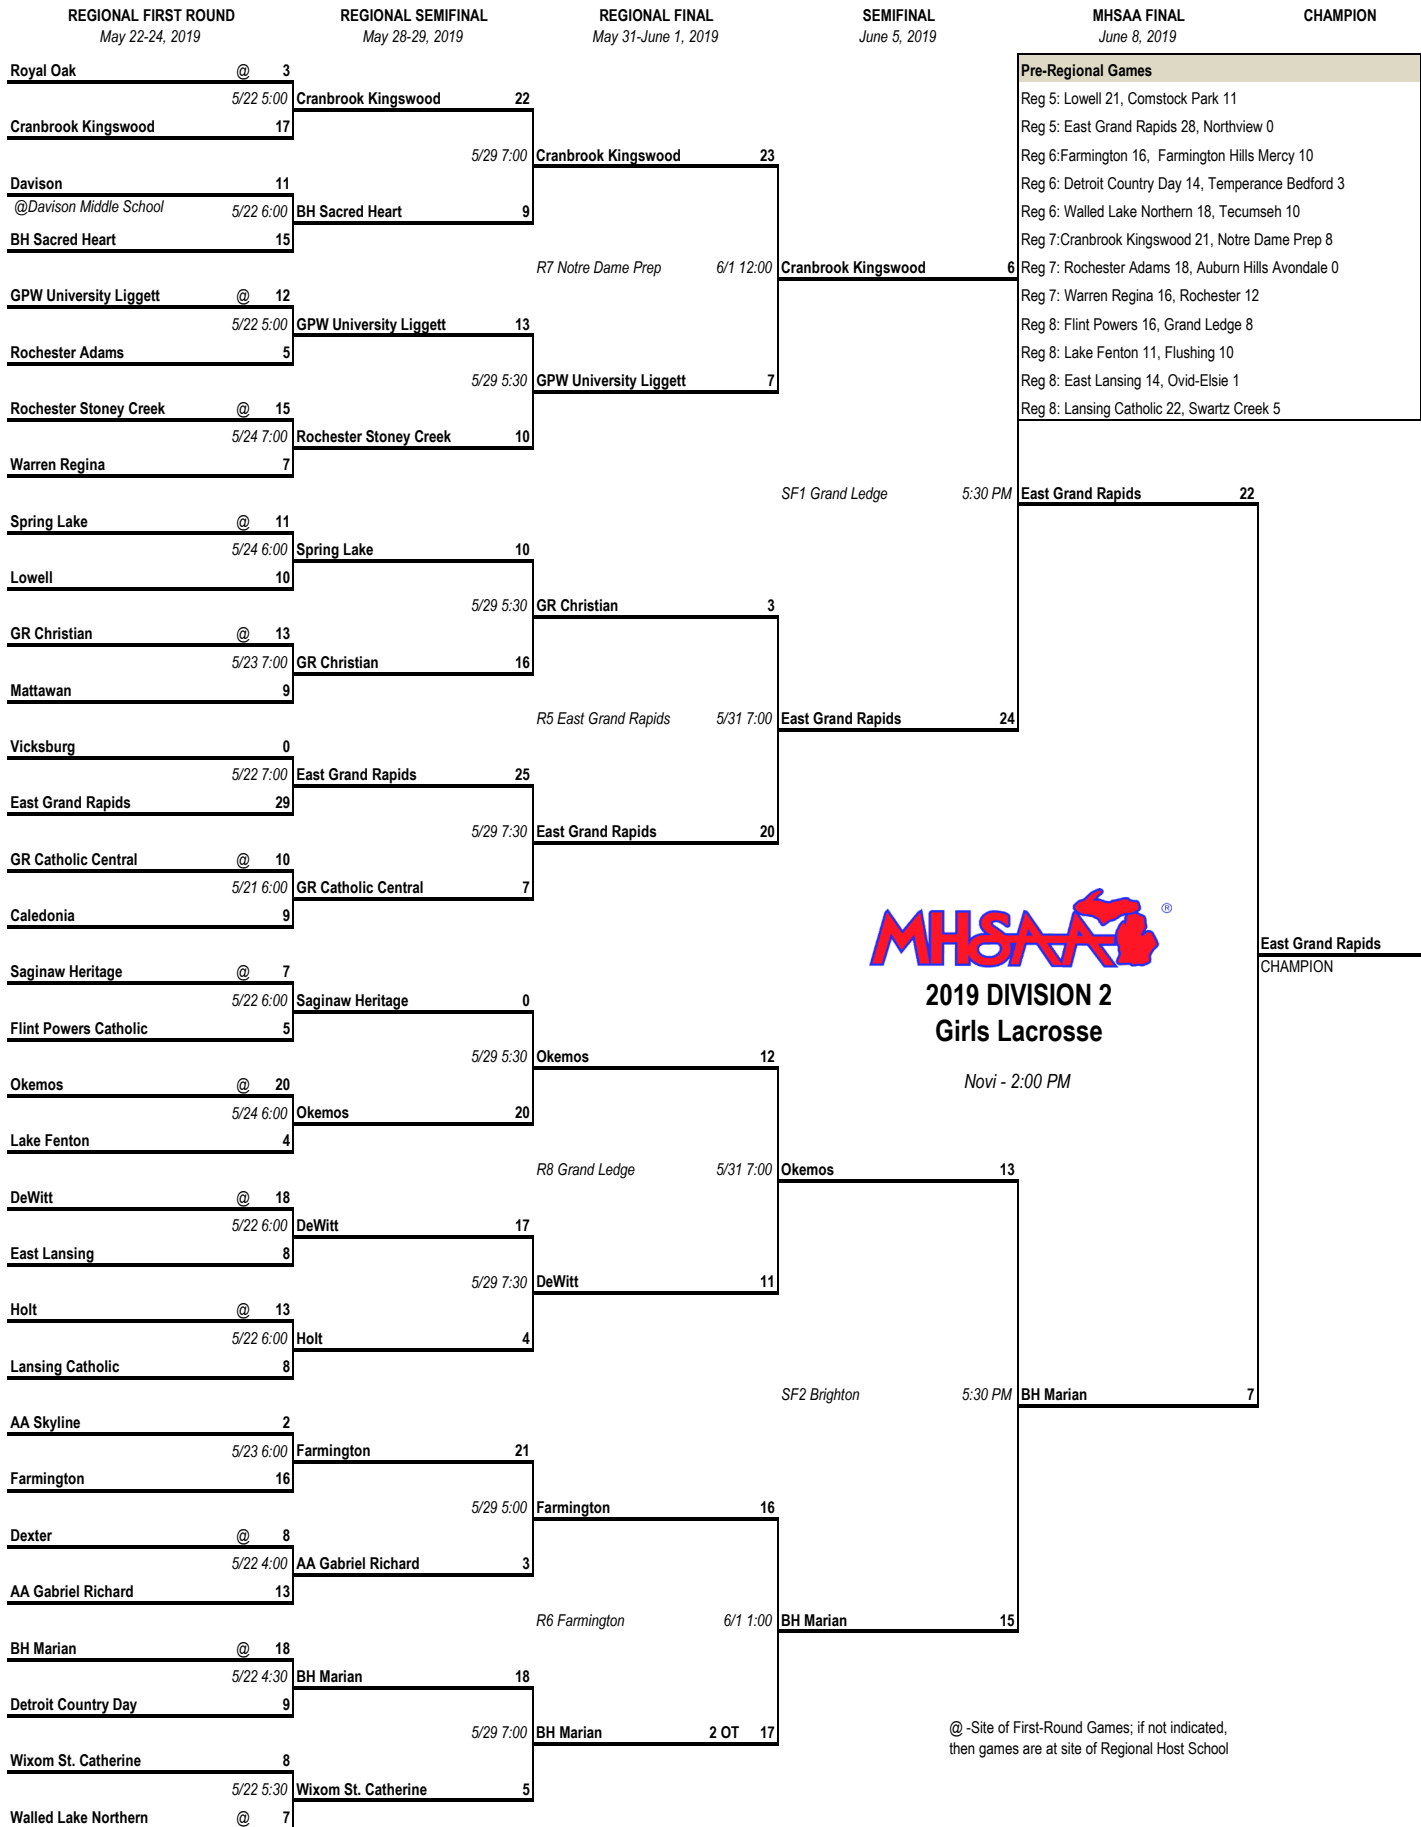 REGIONAL FIRST ROUND REGIONAL SEMIFINAL REGIONAL FINAL SEMIFINAL MHSAA FINAL CHAMPION
May 22-24, 2019 May 28-29, 2019 May 31-June 1, 2019 June 5, 2019 June 8, 2019
Royal Oak @ 3 Pre-Regional Games
5/22 5:00 Cranbrook Kingswood 22 Reg 5: Lowell 21, Comstock Park 11
Cranbrook Kingswood 17 Reg 5: East Grand Rapids 28, Northview 0
5/29 7:00 Cranbrook Kingswood 23 Reg 6:Farmington 16, Farmington Hills Mercy 10
Davison 11 Reg 6: Detroit Country Day 14, Temperance Bedford 3
@Davison Middle School 5/22 6:00 BH Sacred Heart 9 Reg 6: Walled Lake Northern 18, Tecumseh 10
BH Sacred Heart 15 Reg 7:Cranbrook Kingswood 21, Notre Dame Prep 8
R7 Notre Dame Prep 6/1 12:00 Cranbrook Kingswood 6 Reg 7: Rochester Adams 18, Auburn Hills Avondale 0
GPW University Liggett @ 12 Reg 7: Warren Regina 16, Rochester 12
5/22 5:00 GPW University Liggett 13 Reg 8: Flint Powers 16, Grand Ledge 8
Rochester Adams 5 Reg 8: Lake Fenton 11, Flushing 10
5/29 5:30 GPW University Liggett 7 Reg 8: East Lansing 14, Ovid-Elsie 1
Rochester Stoney Creek @ 15 Reg 8: Lansing Catholic 22, Swartz Creek 5
5/24 7:00 Rochester Stoney Creek 10
Warren Regina 7
SF1 Grand Ledge 5:30 PM East Grand Rapids 22
Spring Lake @ 11
5/24 6:00 Spring Lake 10
Lowell 10
5/29 5:30 GR Christian 3
GR Christian @ 13
5/23 7:00 GR Christian 16
Mattawan 9
R5 East Grand Rapids 5/31 7:00 East Grand Rapids 24
Vicksburg 0
5/22 7:00 East Grand Rapids 25
East Grand Rapids 29
5/29 7:30 East Grand Rapids 20
GR Catholic Central @ 10
5/21 6:00 GR Catholic Central 7
Caledonia 9
MHSAA ®
East Grand Rapids
CHAMPION
Saginaw Heritage @ 7
5/22 6:00 Saginaw Heritage 0 2019 DIVISION 2
Flint Powers Catholic 5 Girls Lacrosse
5/29 5:30 Okemos 12
Okemos @ 20 Novi - 2:00 PM
5/24 6:00 Okemos 20
Lake Fenton 4
R8 Grand Ledge 5/31 7:00 Okemos 13
DeWitt @ 18
5/22 6:00 DeWitt 17
East Lansing 8
5/29 7:30 DeWitt 11
Holt @ 13
5/22 6:00 Holt 4
Lansing Catholic 8
SF2 Brighton 5:30 PM BH Marian 7
AA Skyline 2
5/23 6:00 Farmington 21
Farmington 16
5/29 5:00 Farmington 16
Dexter @ 8
5/22 4:00 AA Gabriel Richard 3
AA Gabriel Richard 13
R6 Farmington 6/1 1:00 BH Marian 15
BH Marian @ 18
5/22 4:30 BH Marian 18
Detroit Country Day 9
5/29 7:00 BH Marian 2 OT 17 @ -Site of First-Round Games; if not indicated,
then games are at site of Regional Host School
Wixom St. Catherine 8
5/22 5:30 Wixom St. Catherine 5
Walled Lake Northern @ 7